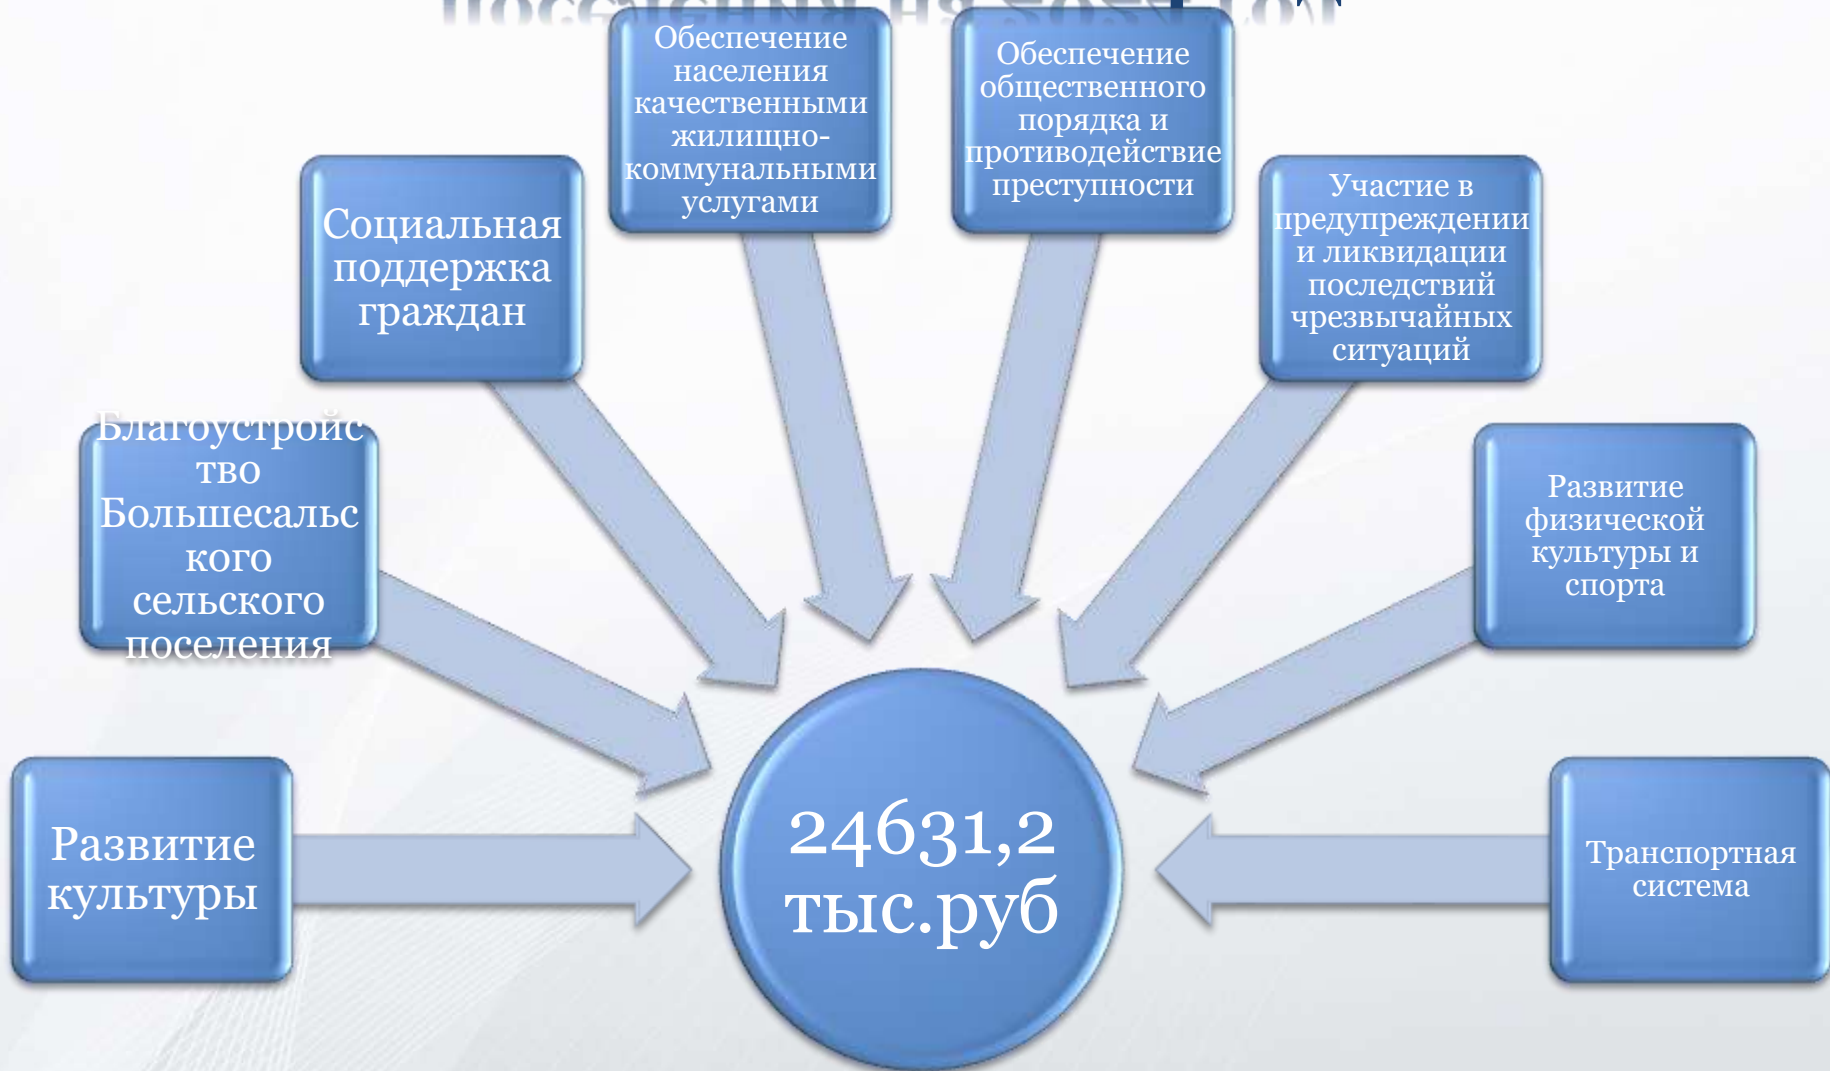 Обеспечение
населения
качественными
жилищно-
коммунальными
услугами
Обеспечение
общественного
порядка и
противодействие
преступности
Социальная
поддержка
граждан
Участие в
предупреждении
и ликвидации
последствий
чрезвычайных
ситуаций
Благоустройс
тво
Большесальс
кого
сельского
поселения
Развитие
физической
культуры и
спорта
Развитие
культуры
24631,2
тыс.руб
Транспортная
система